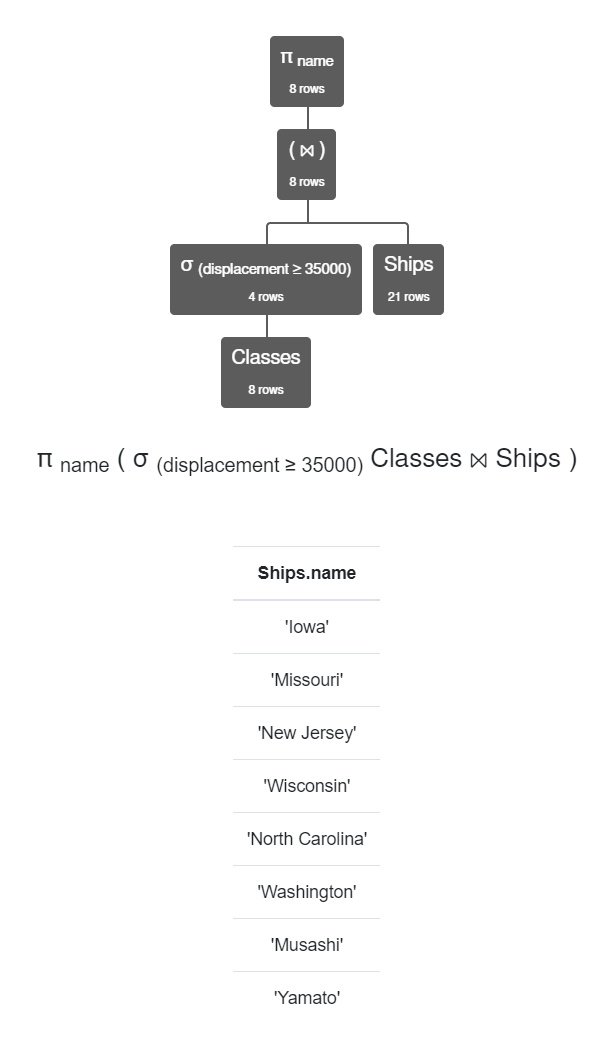 π name
8 rows
( ⋈ )
8 rows
σ (displacement ≥ 35000)
4 rows
Ships
21 rows
Classes
8 rows
π name ( σ (displacement ≥ 35000) Classes ⋈ Ships )
Ships.name
'Iowa'
'Missouri'
'New Jersey'
'Wisconsin'
'North Carolina'
'Washington'
'Musashi'
'Yamato'